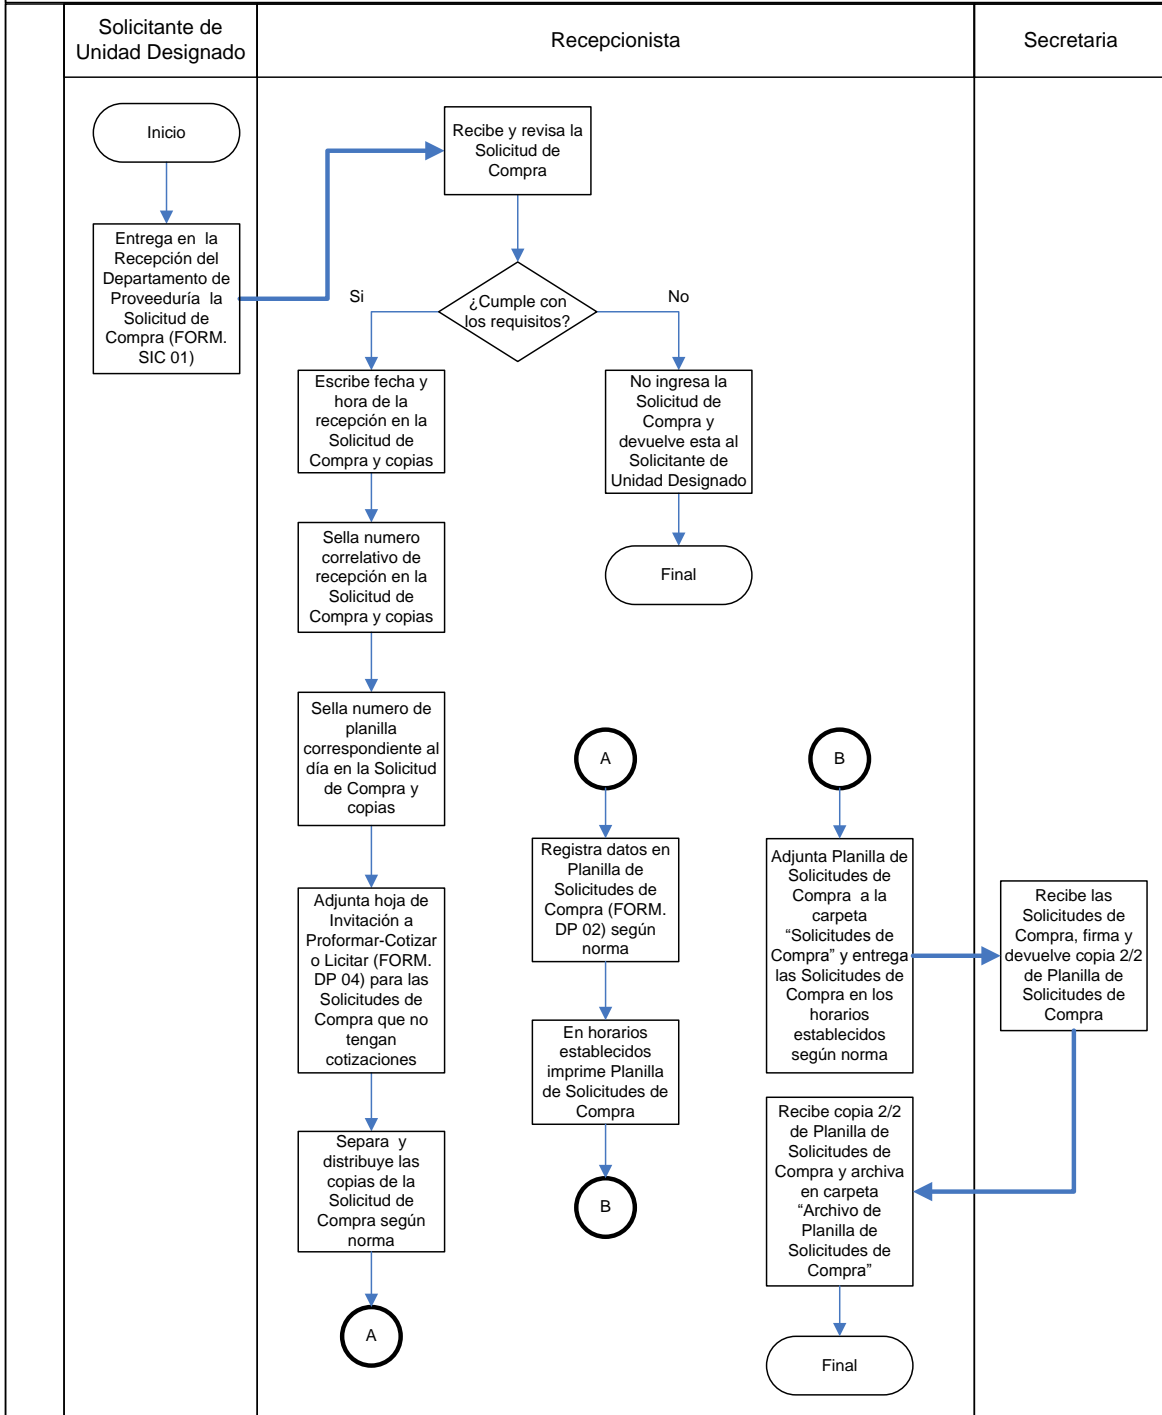 Solicitante de
Unidad Designado
Recepcionista
Secretaria
Inicio
Entrega en la
Recepción del
Departamento de
Proveeduría la
Solicitud de
Compra (FORM.
SIC 01)
Recibe y revisa la
Solicitud de
Compra
¿Cumple con
los requisitos?
Si
No
Escribe fecha y
hora de la
recepción en la
Solicitud de
Compra y copias
No ingresa la
Solicitud de
Compra y
devuelve esta al
Solicitante de
Unidad Designado
Final
Sella numero
correlativo de
recepción en la
Solicitud de
Compra y copias
Sella numero de
planilla
correspondiente al
día en la Solicitud
de Compra y
copias
Adjunta hoja de
Invitación a
Proformar-Cotizar
o Licitar (FORM.
DP 04) para las
Solicitudes de
Compra que no
tengan
cotizaciones
Separa y
distribuye las
copias de la
Solicitud de
Compra según
norma
A
A
Registra datos en
Planilla de
Solicitudes de
Compra (FORM.
DP 02) según
norma
En horarios
establecidos
imprime Planilla
de Solicitudes de
Compra
B
B
Adjunta Planilla de
Solicitudes de
Compra a la
carpeta
“Solicitudes de
Compra” y entrega
las Solicitudes de
Compra en los
horarios
establecidos
según norma
Recibe las
Solicitudes de
Compra, firma y
devuelve copia 2/2
de Planilla de
Solicitudes de
Compra
Recibe copia 2/2
de Planilla de
Solicitudes de
Compra y archiva
en carpeta
“Archivo de
Planilla de
Solicitudes de
Compra”
Final